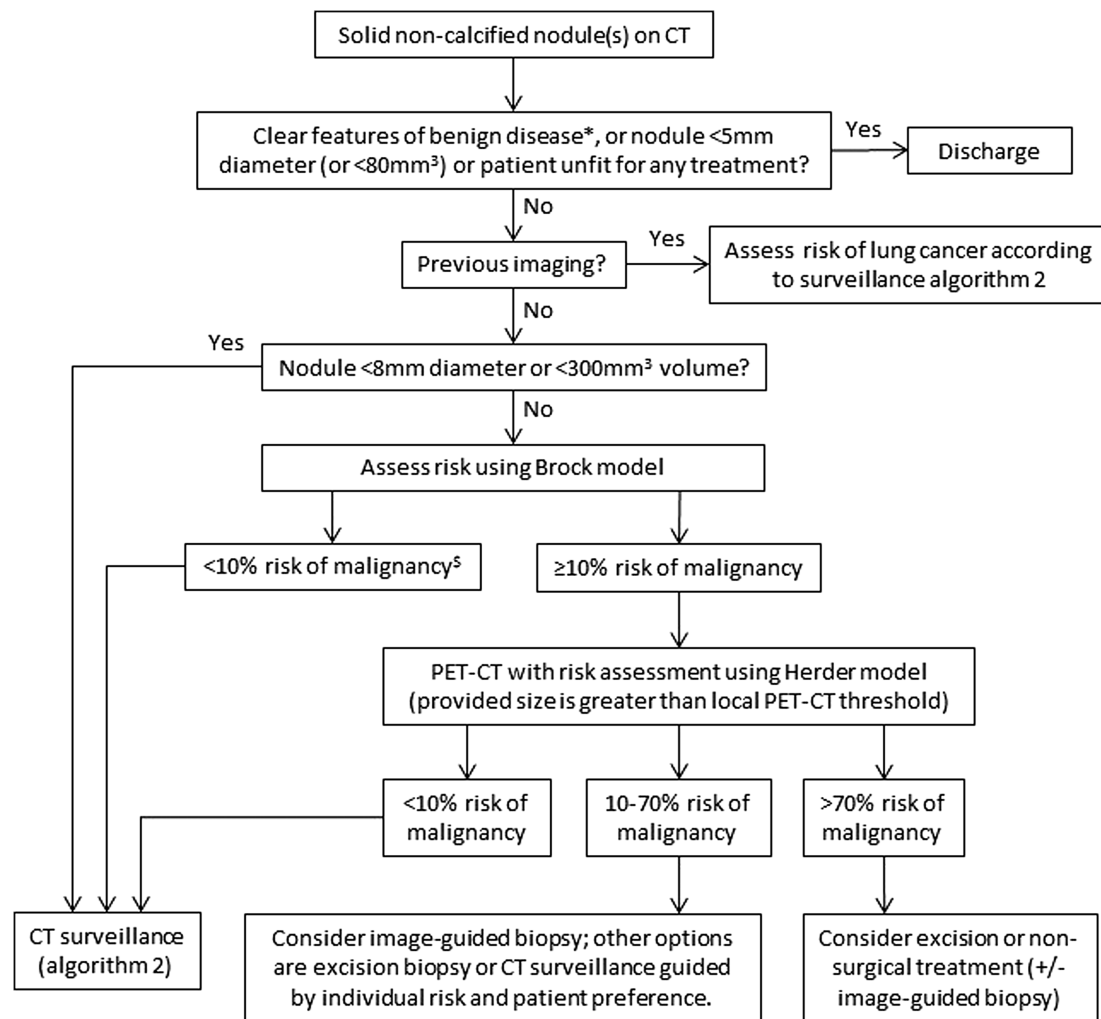 Solid non-calcified nodule(s) on CT
Clear features of benign disease*, or nodule <5mm
diameter (or <80mm³) or patient unfit for any treatment?
Yes
Discharge
No
Previous imaging?
Yes
Assess risk of lung cancer according
to surveillance algorithm 2
No
Yes
Nodule <8mm diameter or <300mm³ volume?
No
Assess risk using Brock model
<10% risk of malignancy$
≥10% risk of malignancy
PET-CT with risk assessment using Herder model
(provided size is greater than local PET-CT threshold)
<10% risk of
malignancy
10-70% risk of
malignancy
>70% risk of
malignancy
CT surveillance
(algorithm 2)
Consider image-guided biopsy; other options
are excision biopsy or CT surveillance guided
by individual risk and patient preference.
Consider excision or non-
surgical treatment (+/-
image-guided biopsy)